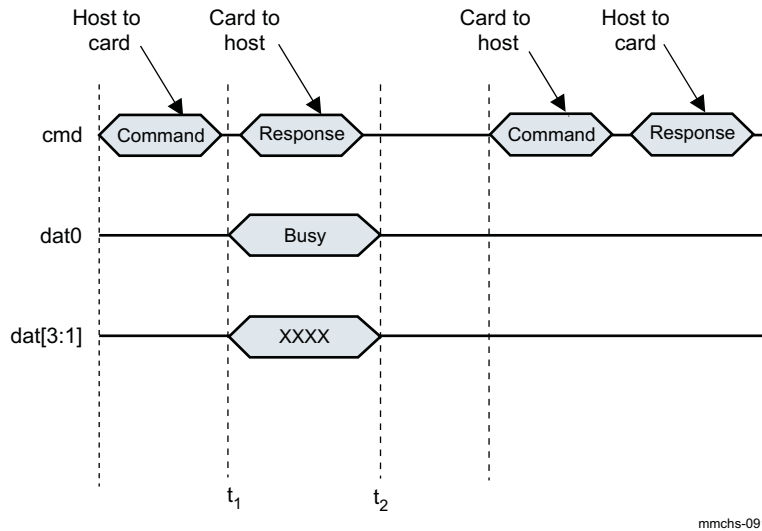 Host to
card
Card to
host
Card to
host
Host to
card
cmd
Command
Response
Command
Response
dat0
Busy
dat[3:1]
XXXX
t1
t2
mmchs-09